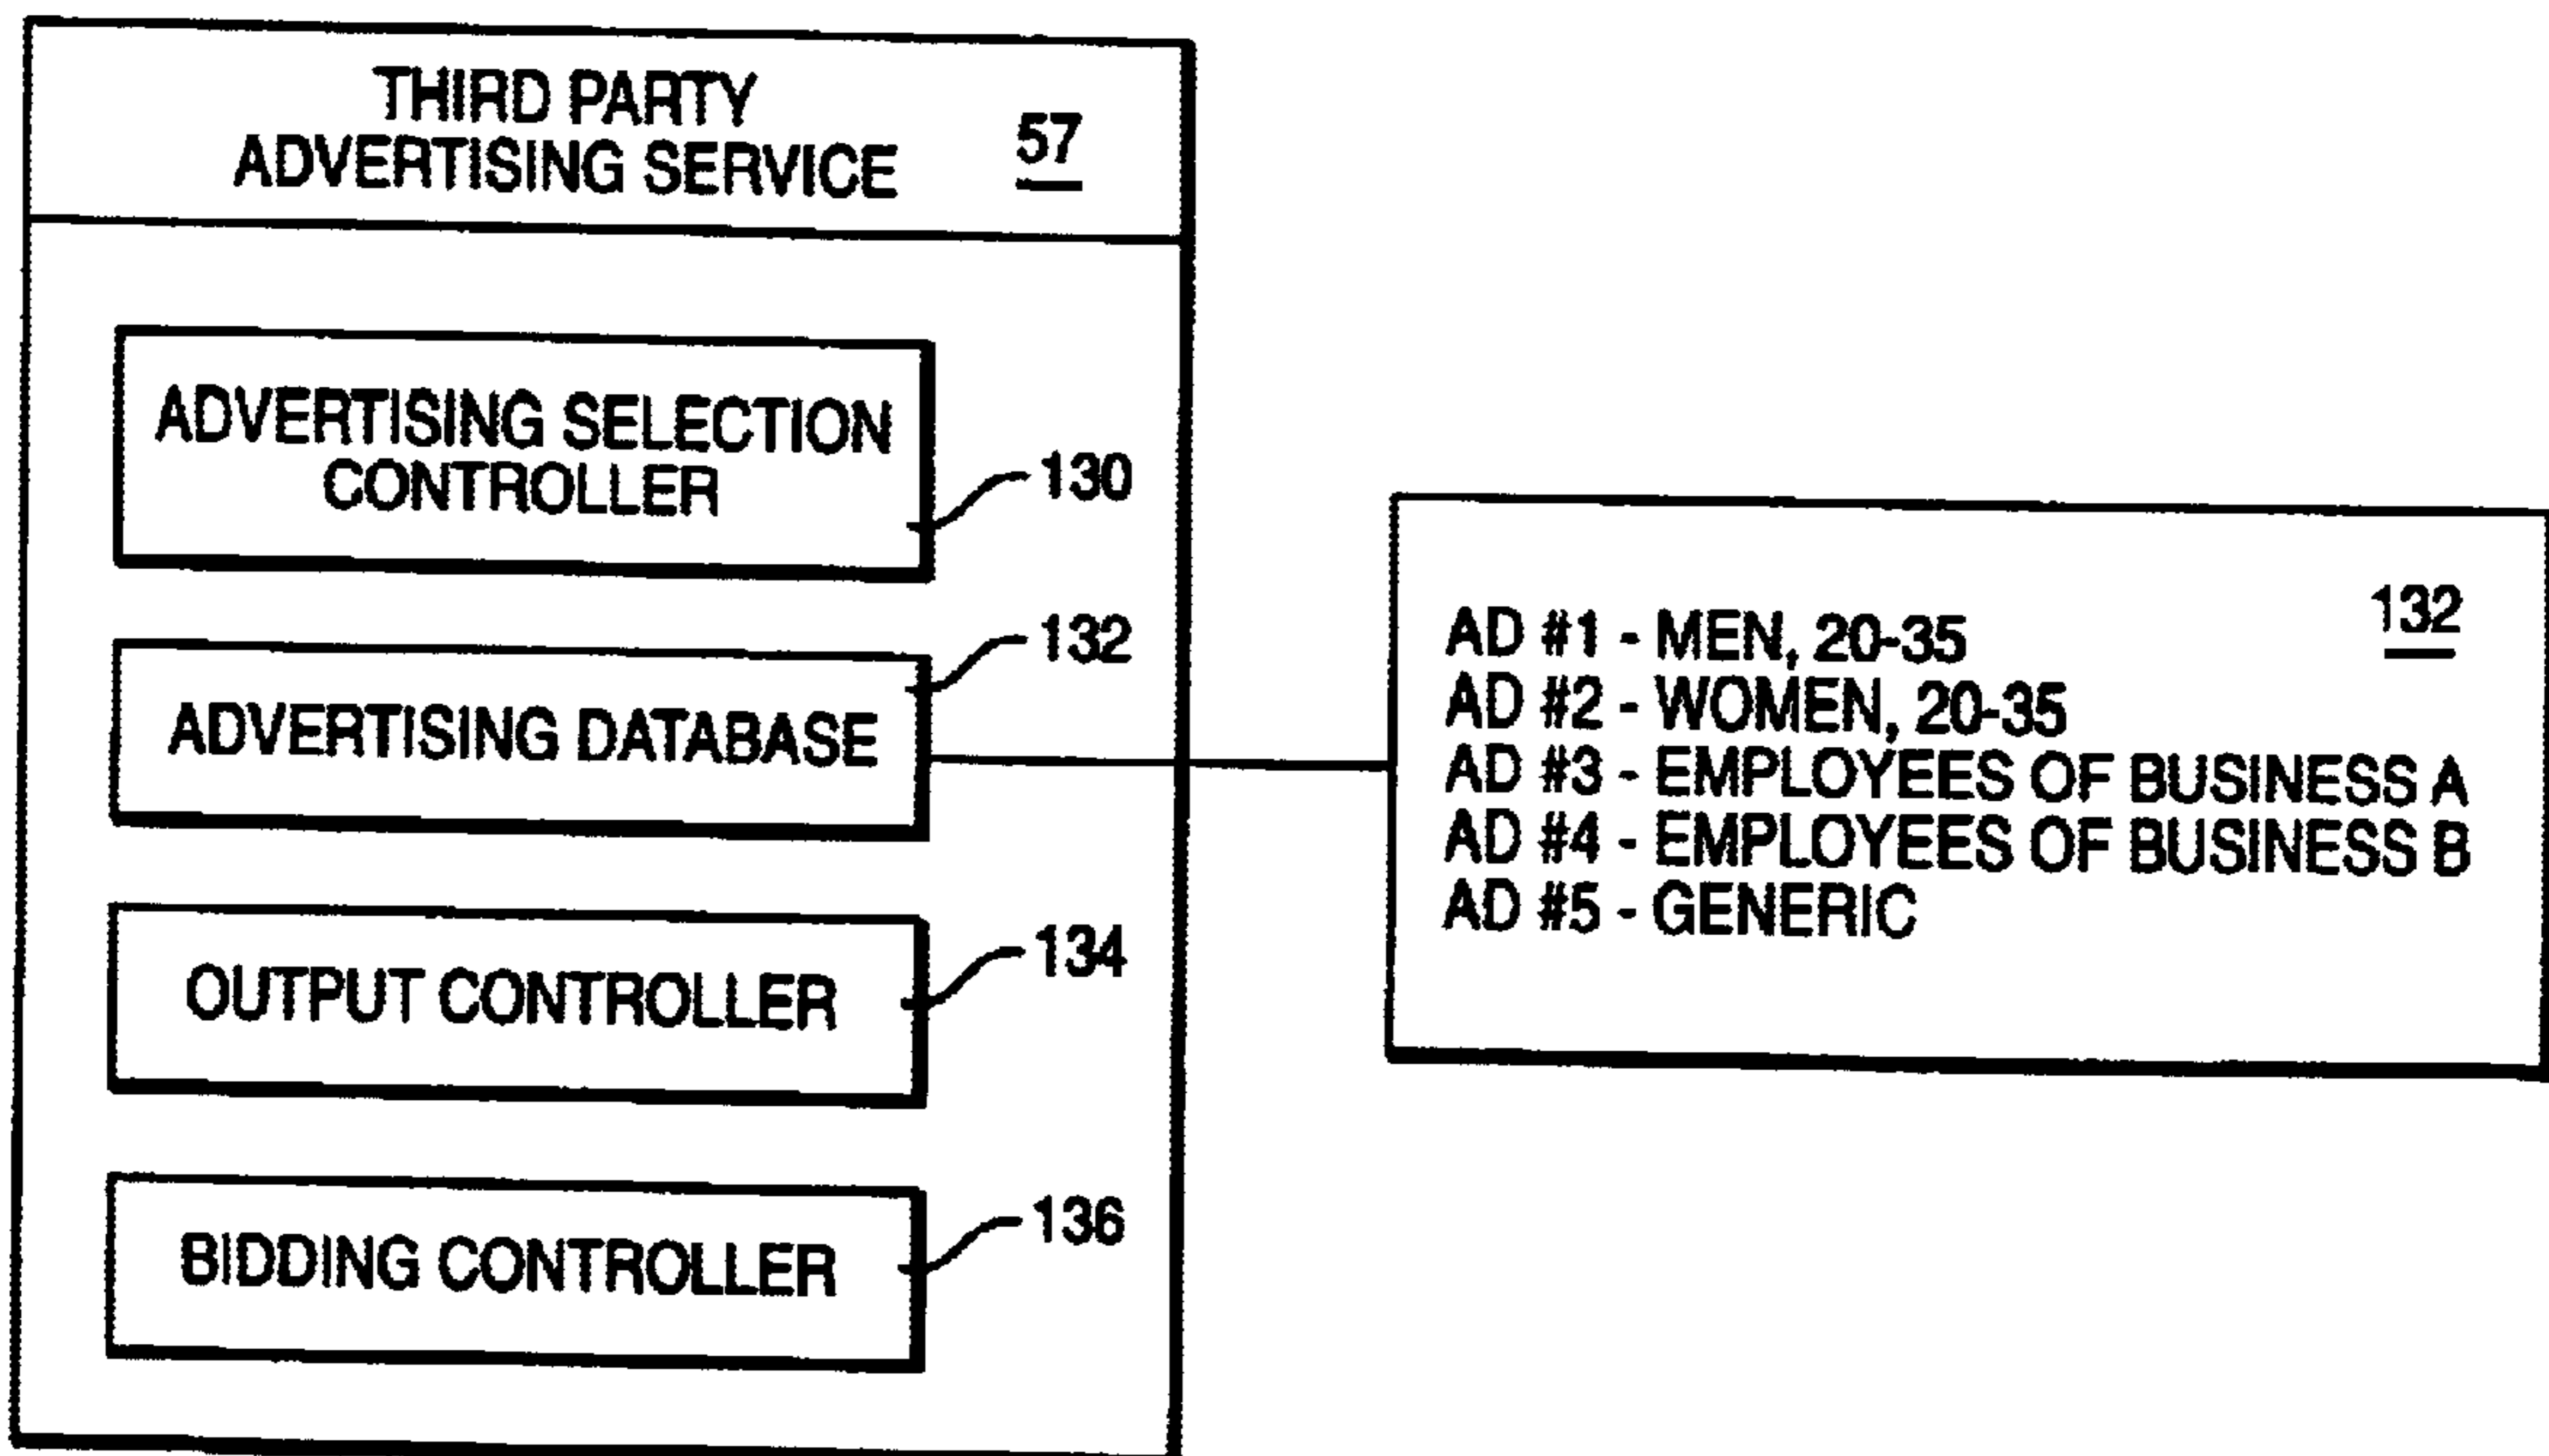 THIRD PARTY
ADVERTISING SERVICE
57
ADVERTISING SELECTION
CONTROLLER
130
ADVERTISING DATABASE
132
OUTPUT CONTROLLER
134
BIDDING CONTROLLER
136
132
AD #1 - MEN, 20-35
AD #2 - WOMEN, 20-35
AD #3 - EMPLOYEES OF BUSINESS A
AD #4 - EMPLOYEES OF BUSINESS B
AD #5 - GENERIC